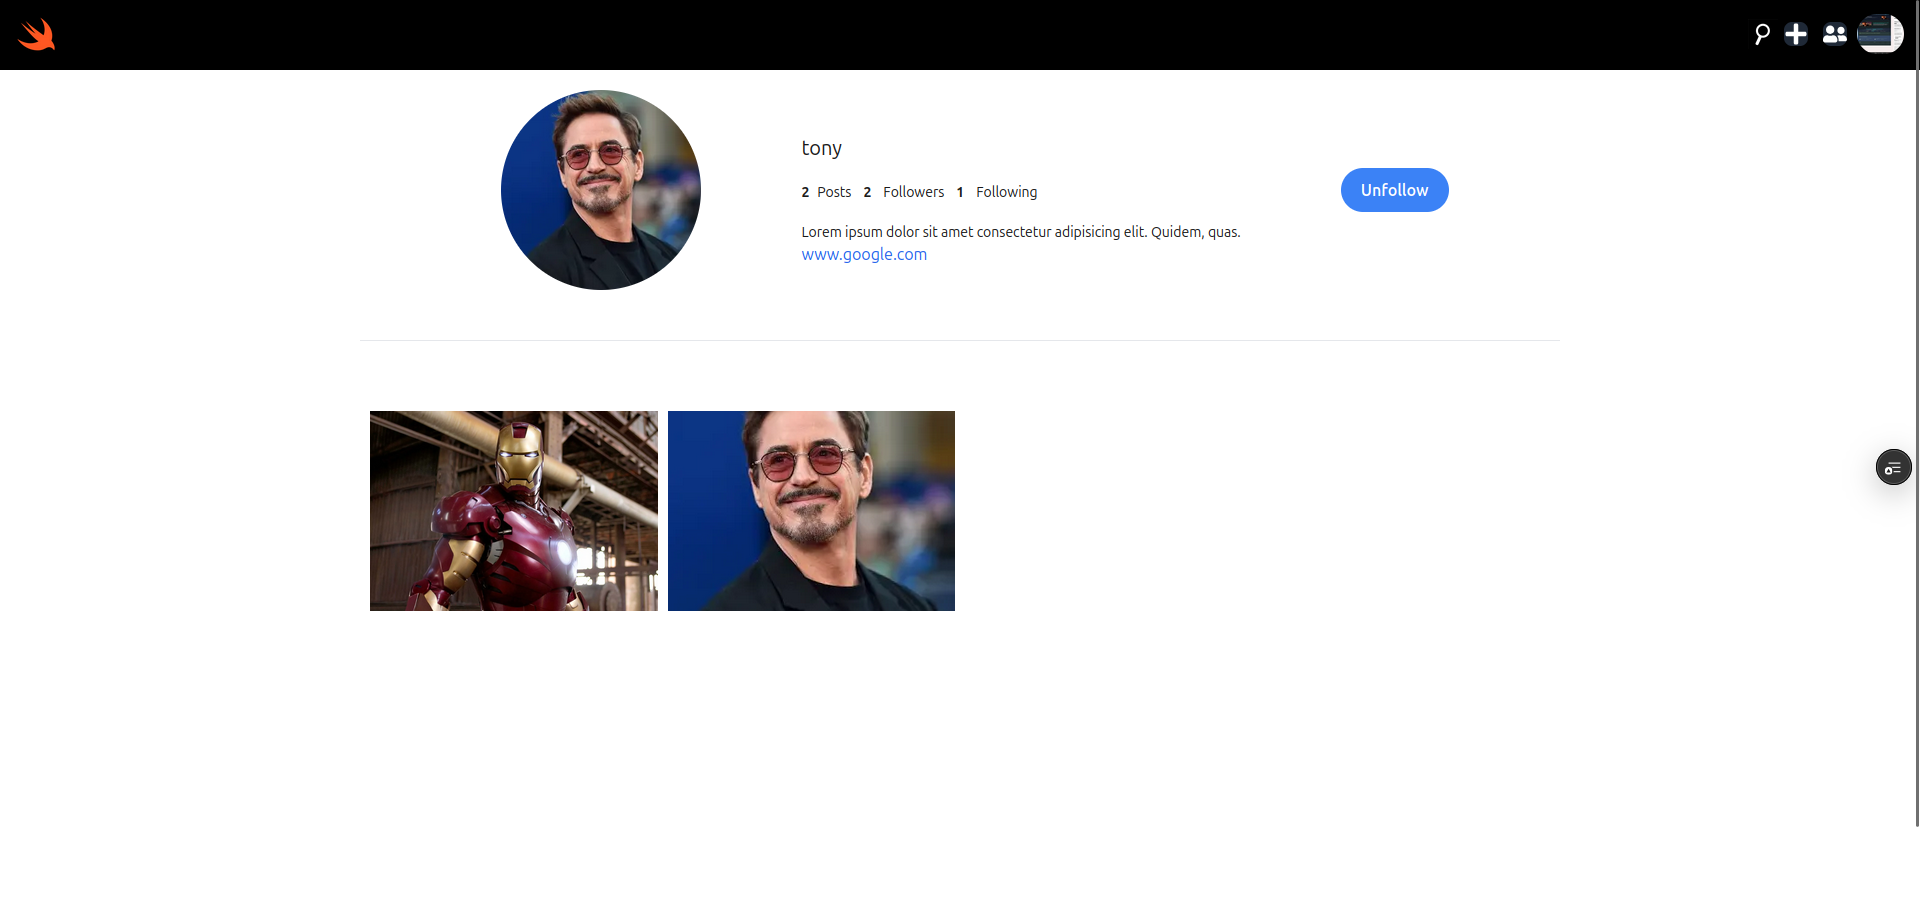 tony
2 Posts 2 Followers 1 Following
Unfollow
Lorem ipsum dolor sit amet consectetur adipisicing elit. Quidem, quas.
www.google.com